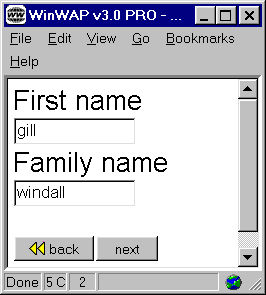 WinWAP v3.0 PRO - ...
File Edit View Go Bookmarks
Help
First name
gill
Family name
windall
back next
Done 5 C 2